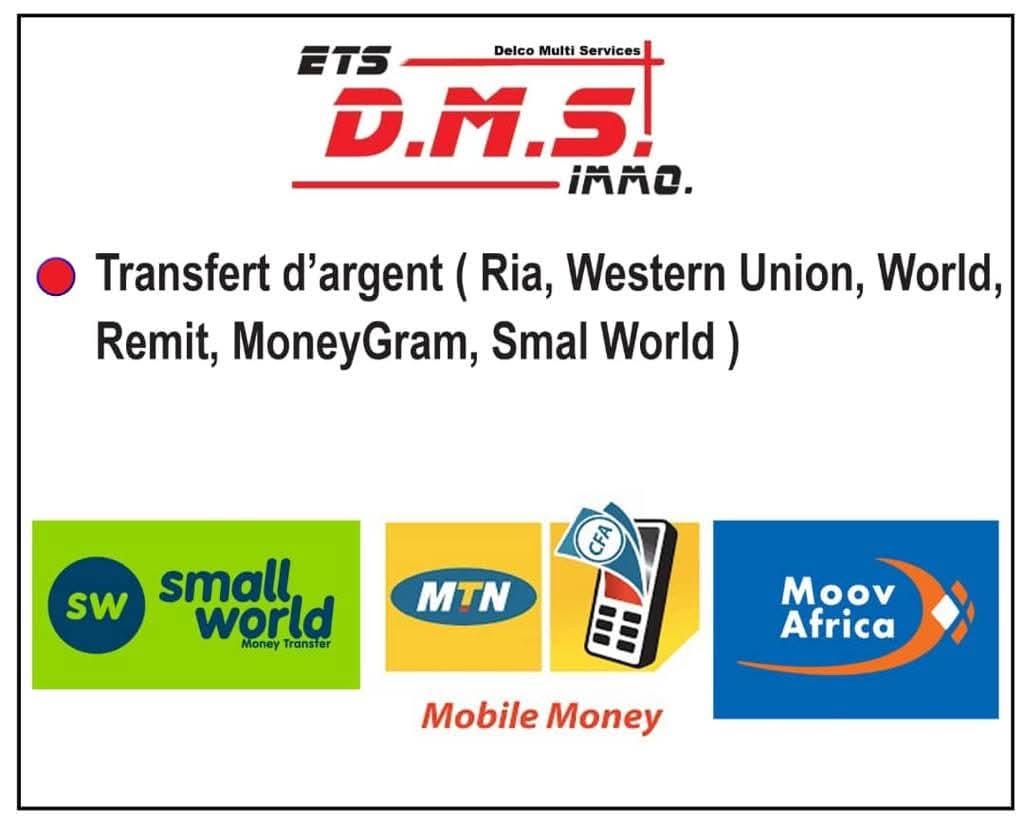 ETS
Delco Multi Services
D.M.S.
iMMO.
Transfert d’argent ( Ria, Western Union, World,
Remit, MoneyGram, Smal World )
sw
small
world
Money Transfer
MTN
CFA
Mobile Money
Moov
Africa